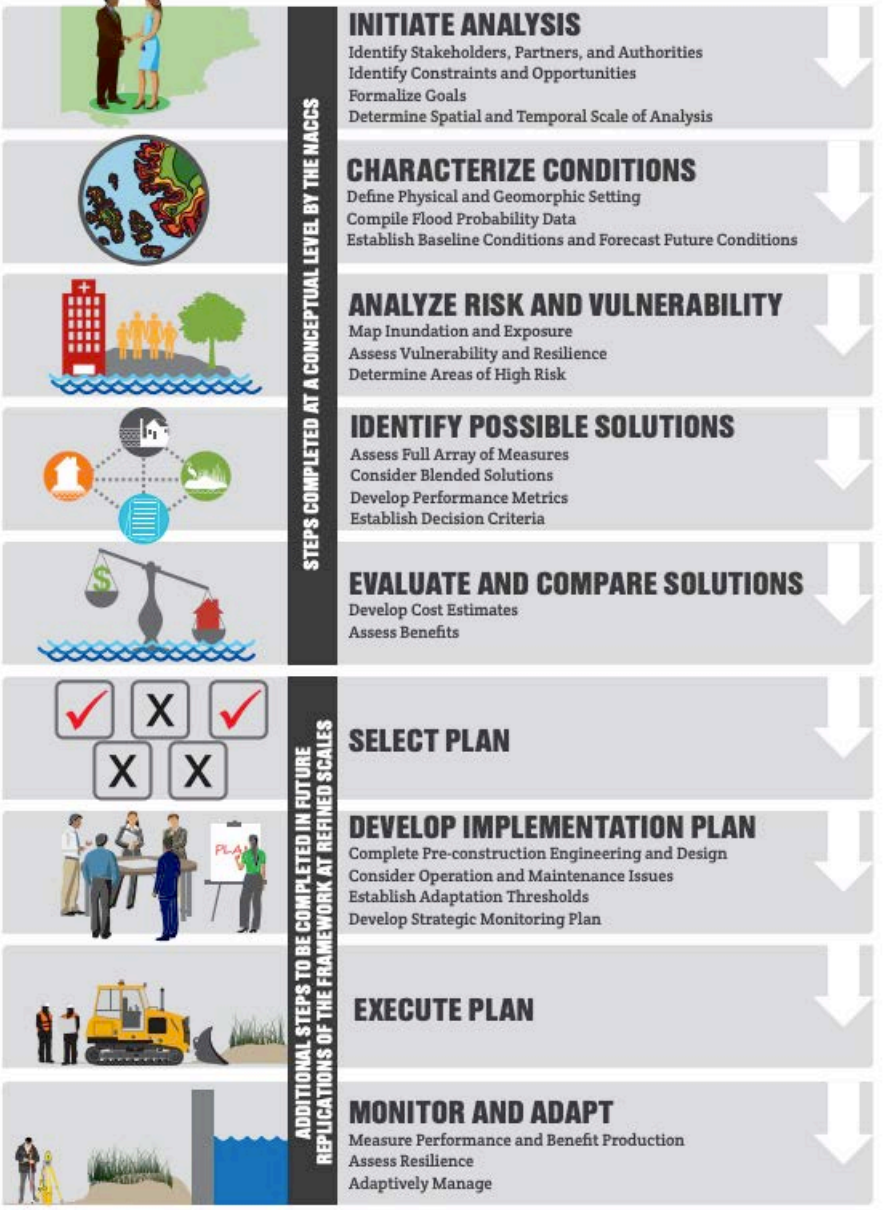 INITIATE ANALYSIS
Identify Stakeholders, Partners, and Authorities
Identify Constraints and Opportunities
Formalize Goals
Determine Spatial and Temporal Scale of Analysis
CHARACTERIZE CONDITIONS
Define Physical and Geomorphic Setting
Compile Flood Probability Data
Establish Baseline Conditions and Forecast Future Conditions
ANALYZE RISK AND VULNERABILITY
Map Inundation and Exposure
Assess Vulnerability and Resilience
Determine Areas of High Risk
IDENTIFY POSSIBLE SOLUTIONS
Assess Full Array of Measures
Consider Blended Solutions
Develop Performance Metrics
Establish Decision Criteria
$
EVALUATE AND COMPARE SOLUTIONS
Develop Cost Estimates
Assess Benefits
STEPS COMPLETED AT A CONCEPTUAL LEVEL BY THE NACCS
X
X X
SELECT PLAN
PLAN
DEVELOP IMPLEMENTATION PLAN
Complete Pre-construction Engineering and Design
Consider Operation and Maintenance Issues
Establish Adaptation Thresholds
Develop Strategic Monitoring Plan
EXECUTE PLAN
MONITOR AND ADAPT
Measure Performance and Benefit Production
Assess Resilience
Adaptively Manage
ADDITIONAL STEPS TO BE COMPLETED IN FUTURE
REPLICATIONS OF THE FRAMEWORK AT REFINED SCALES